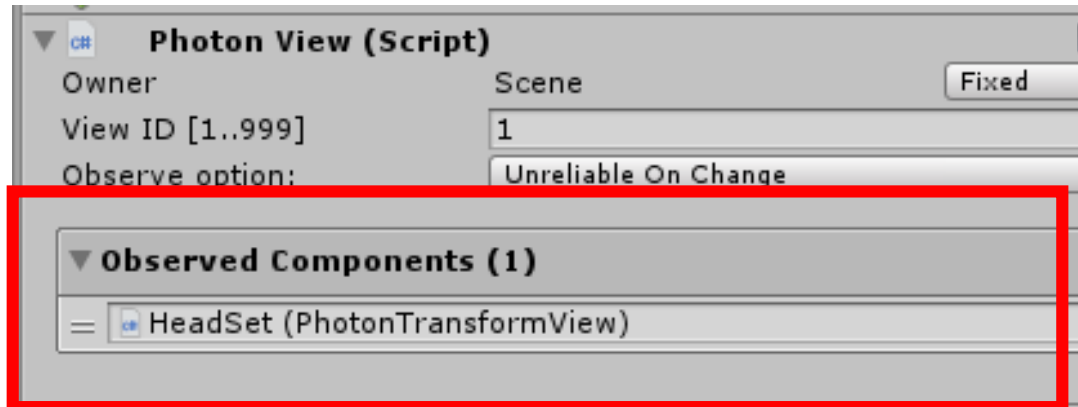 C# Photon View (Script)
Owner Scene Fixed
View ID [1..999] 1
Observe option: Unreliable On Change
Observed Components (1)
C# HeadSet (PhotonTransformView)